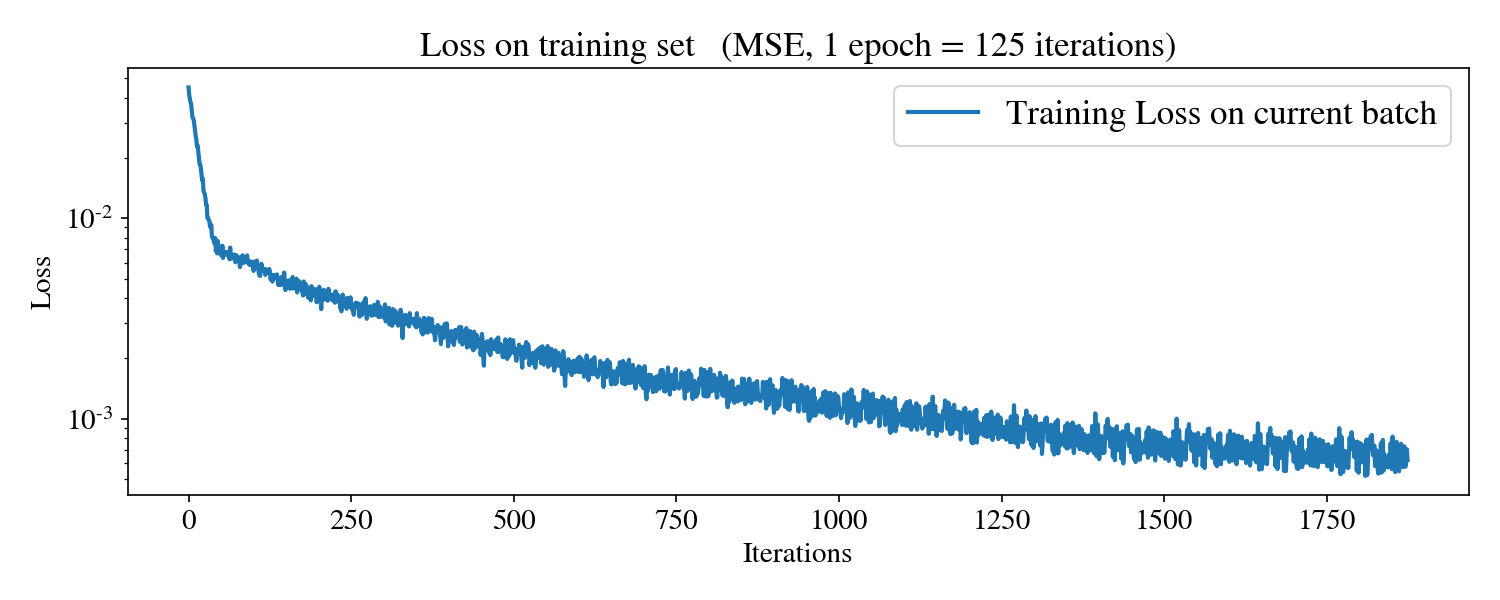 Loss on training set   (MSE, 1 epoch = 125 iterations)
Training Loss on current batch
Loss
10⁻²
10⁻³
0 250 500 750 1000 1250 1500 1750
Iterations